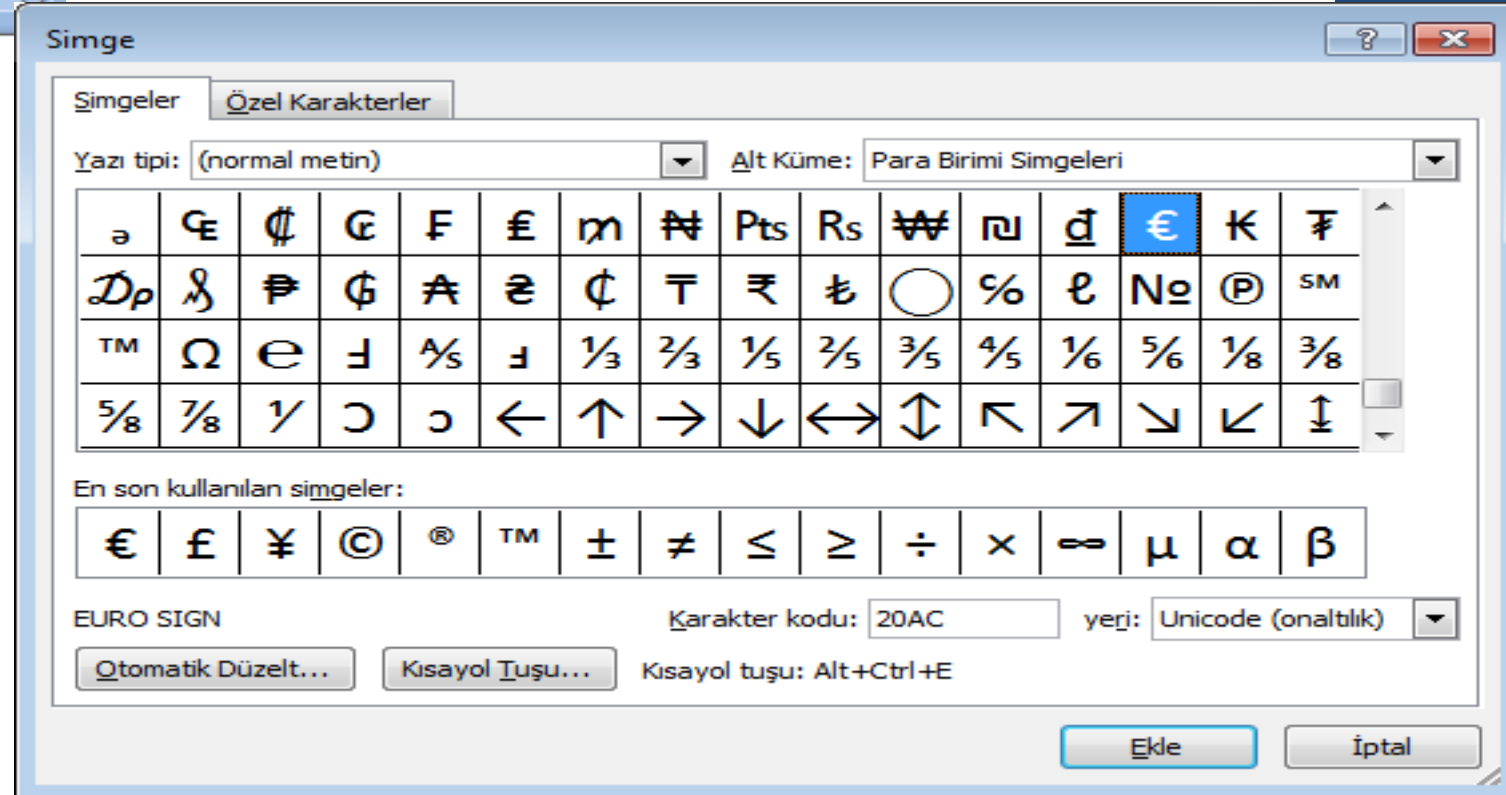 Simge
Simgeler Özel Karakterler
Yazı tipi: (normal metin) Alt Küme: Para Birimi Simgeleri
ₔ ₠ ₡ ₢ ₣ ₤ ₥ ₦ ₧ ₨ ₩ ₪ ₫ € ₭ ₮
₯ ₰ ₱ ₲ ₳ ₴ ₵ ₸ ₹ ₺ ⃝ ℅ ℓ № ℗ ℠
™ Ω ℮ Ⅎ ⅍ ⅎ ⅓ ⅔ ⅕ ⅖ ⅗ ⅘ ⅙ ⅚ ⅛ ⅜
⅝ ⅞ ⅟ Ↄ ↄ ← ↑ → ↓ ↔ ↕ ↖ ↗ ↘ ↙ ↨
En son kullanılan simgeler:
€ £ ¥ © ® ™ ± ≠ ≤ ≥ ÷ × ∞ µ α β
EURO SIGN Karakter kodu: 20AC yeri: Unicode (onaltılık)
Otomatik Düzelt... Kısayol Tuşu... Kısayol tuşu: Alt+Ctrl+E
Ekle İptal